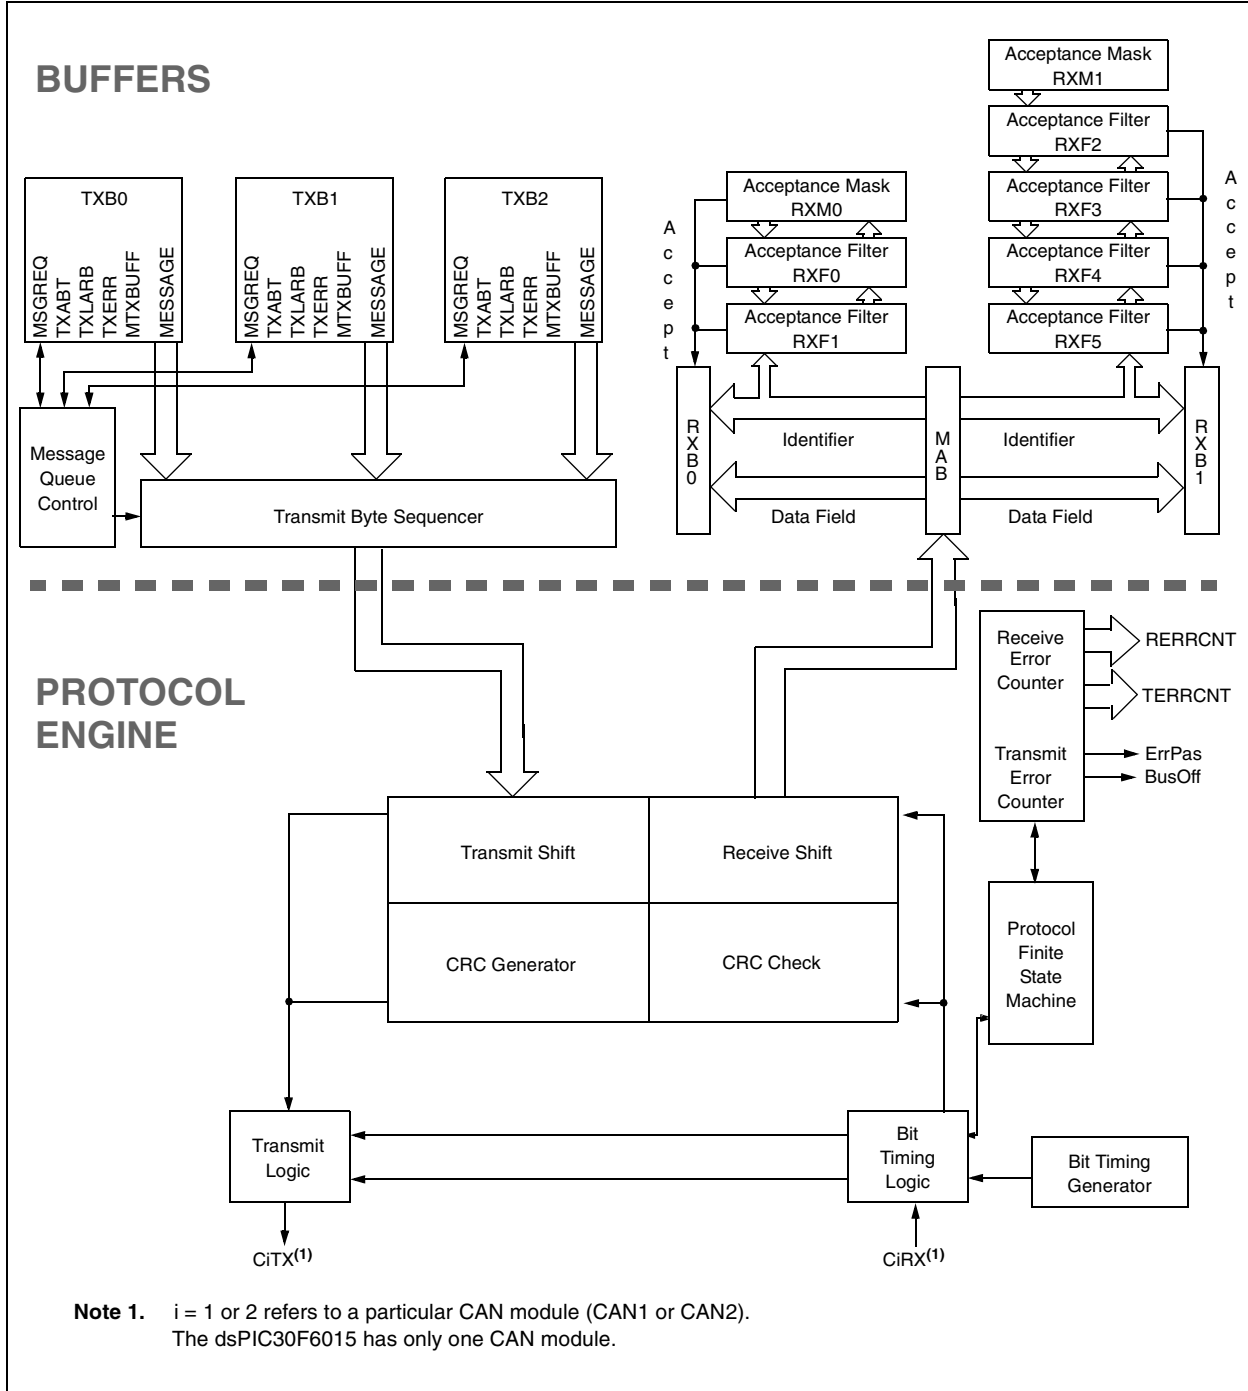 BUFFERS
TXB0
MSGREQ
TXABT
TXLARB
TXERR
MTXBUFF
MESSAGE
TXB1
MSGREQ
TXABT
TXLARB
TXERR
MTXBUFF
MESSAGE
TXB2
MSGREQ
TXABT
TXLARB
TXERR
MTXBUFF
MESSAGE
Message
Queue
Control
Transmit Byte Sequencer
Accept
Acceptance Mask
RXM0
Acceptance Filter
RXF0
Acceptance Filter
RXF1
Acceptance Mask
RXM1
Acceptance Filter
RXF2
Acceptance Filter
RXF3
Acceptance Filter
RXF4
Acceptance Filter
RXF5
Accept
RXB0
Identifier
Data Field
MAB
Identifier
Data Field
RXB1
PROTOCOL
ENGINE
Receive
Error
Counter
Transmit
Error
Counter
RERRCNT
TERRCNT
ErrPas
BusOff
Transmit Shift
Receive Shift
CRC Generator
CRC Check
Protocol
Finite
State
Machine
Transmit
Logic
Bit
Timing
Logic
Bit Timing
Generator
CiTX(1)
CiRX(1)
Note 1. i = 1 or 2 refers to a particular CAN module (CAN1 or CAN2).
The dsPIC30F6015 has only one CAN module.